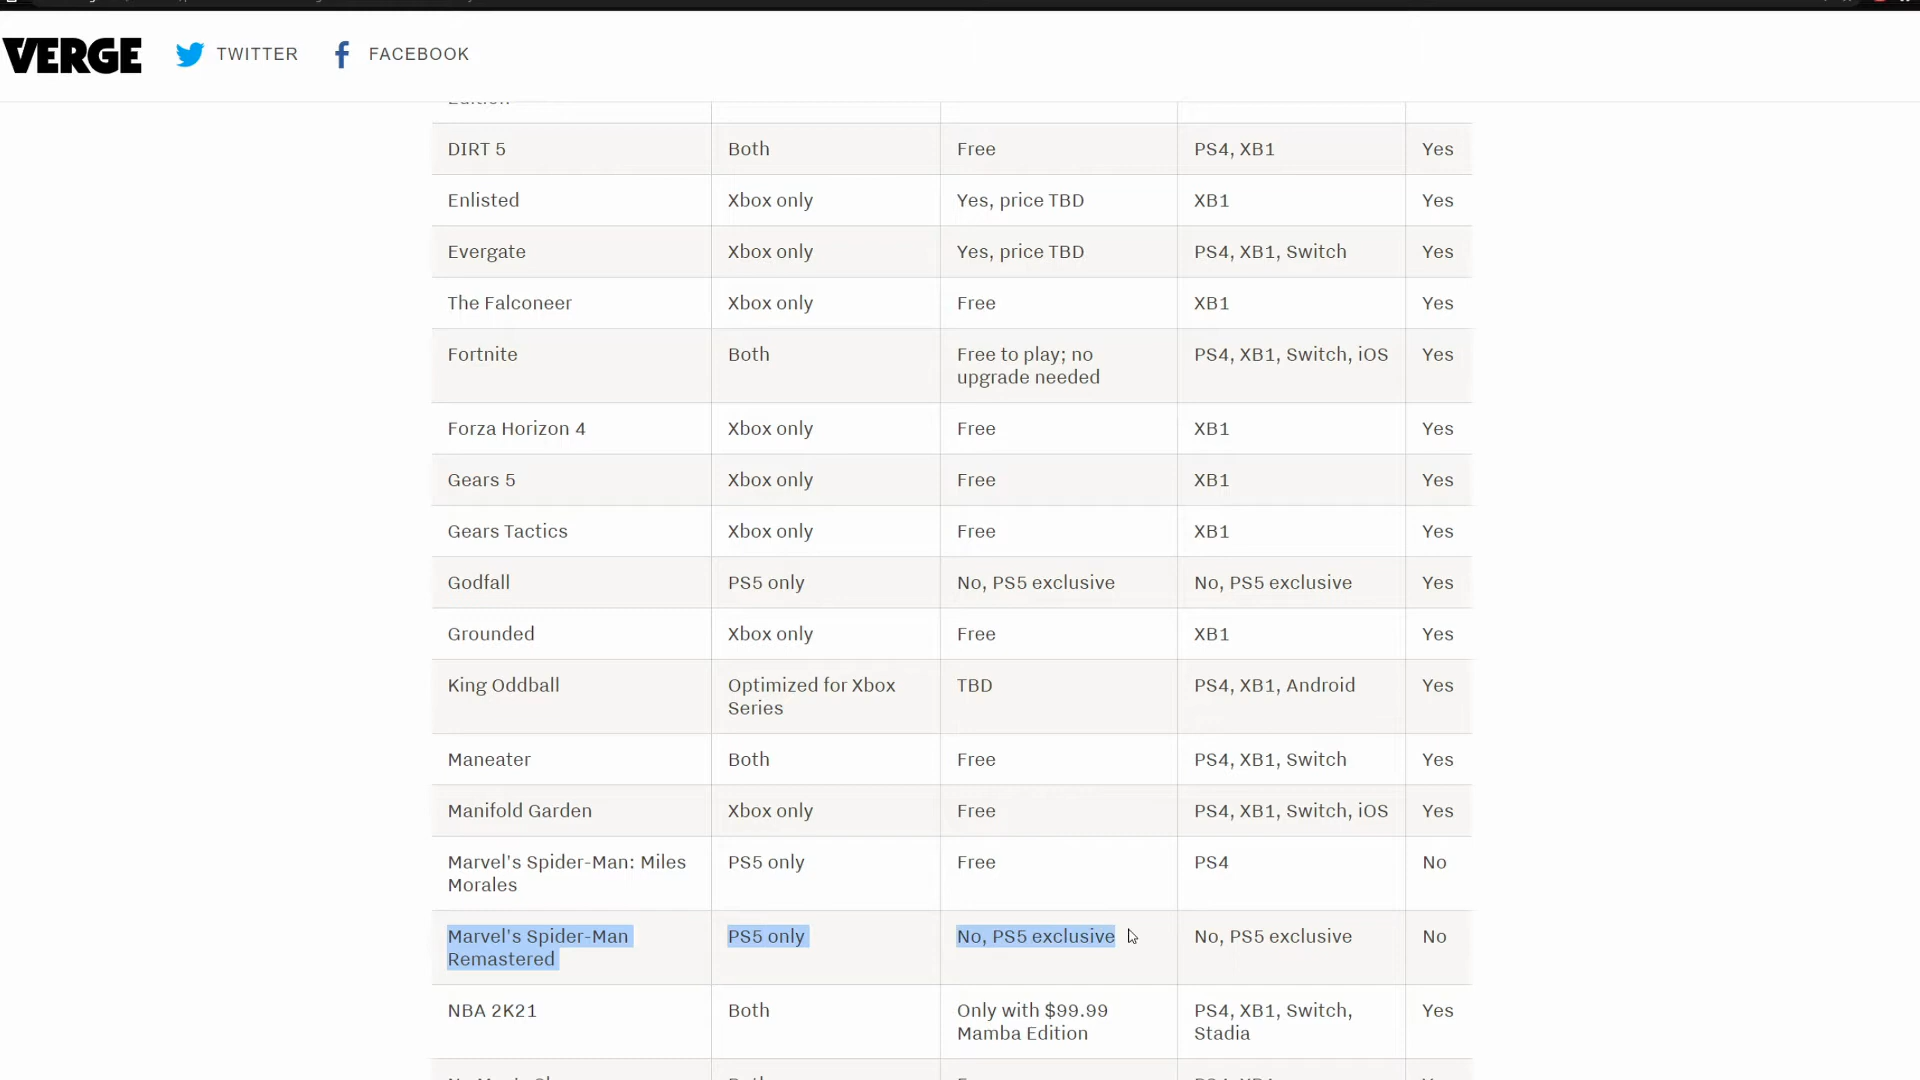 VERGE TWITTER FACEBOOK
Edition
DIRT 5 Both Free PS4, XB1 Yes
Enlisted Xbox only Yes, price TBD XB1 Yes
Evergate Xbox only Yes, price TBD PS4, XB1, Switch Yes
The Falconeer Xbox only Free XB1 Yes
Fortnite Both Free to play; no PS4, XB1, Switch, iOS Yes
upgrade needed
Forza Horizon 4 Xbox only Free XB1 Yes
Gears 5 Xbox only Free XB1 Yes
Gears Tactics Xbox only Free XB1 Yes
Godfall PS5 only No, PS5 exclusive No, PS5 exclusive Yes
Grounded Xbox only Free XB1 Yes
King Oddball Optimized for Xbox TBD PS4, XB1, Android Yes
Series
Maneater Both Free PS4, XB1, Switch Yes
Manifold Garden Xbox only Free PS4, XB1, Switch, iOS Yes
Marvel's Spider-Man: Miles PS5 only Free PS4 No
Morales
Marvel's Spider-Man PS5 only No, PS5 exclusive No, PS5 exclusive No
Remastered
NBA 2K21 Both Only with $99.99 PS4, XB1, Switch, Yes
Mamba Edition Stadia